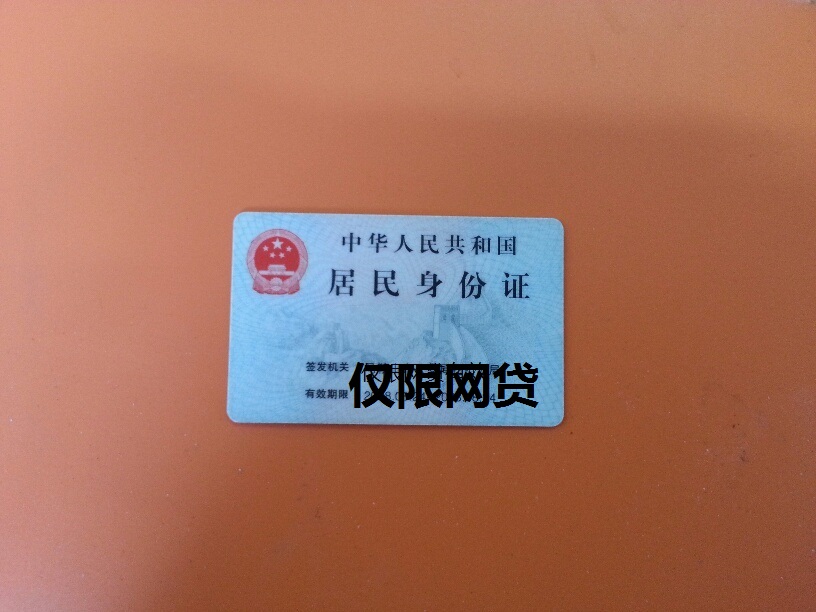 中华人民共和国
居民身份证
签发机关
仅限网贷
有效期限